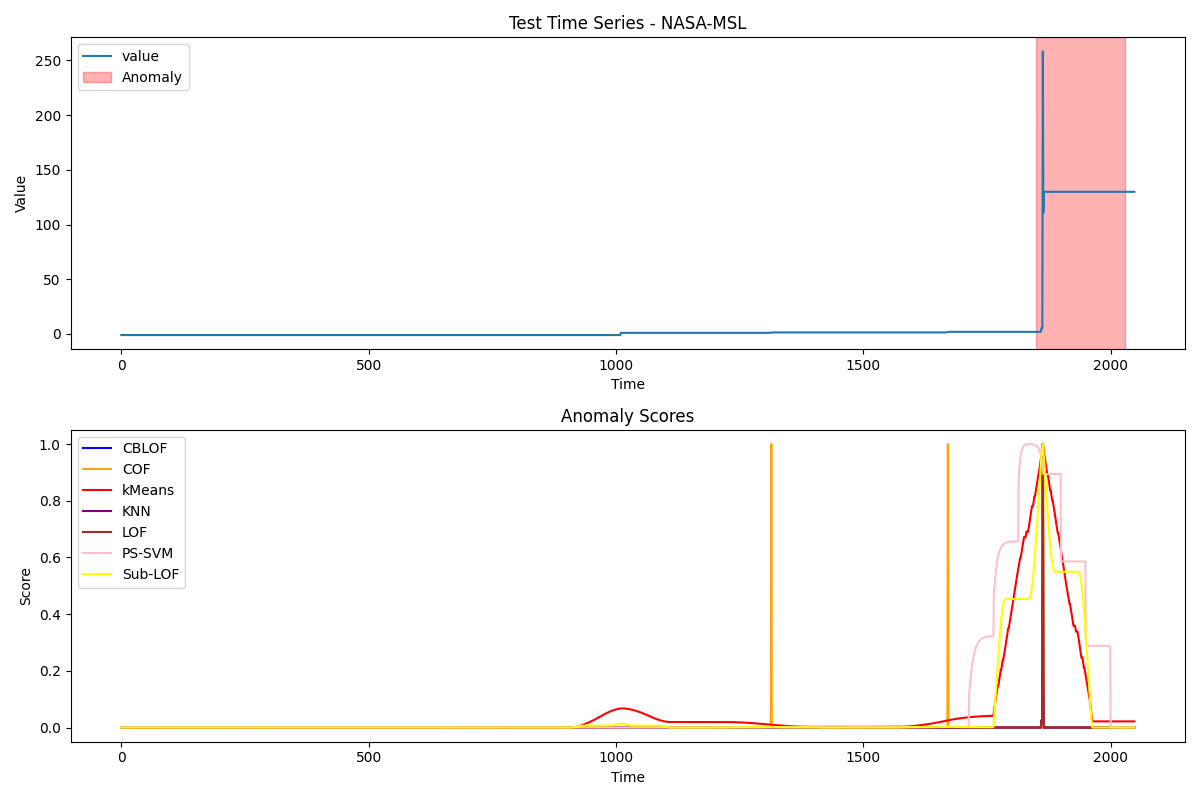 Test Time Series - NASA-MSL
value
Anomaly
250
200
150
100
50
0
Value
0 500 1000 1500 2000
Time
Anomaly Scores
CBLOF
COF
kMeans
KNN
LOF
PS-SVM
Sub-LOF
1.0
0.8
0.6
0.4
0.2
0.0
Score
0 500 1000 1500 2000
Time